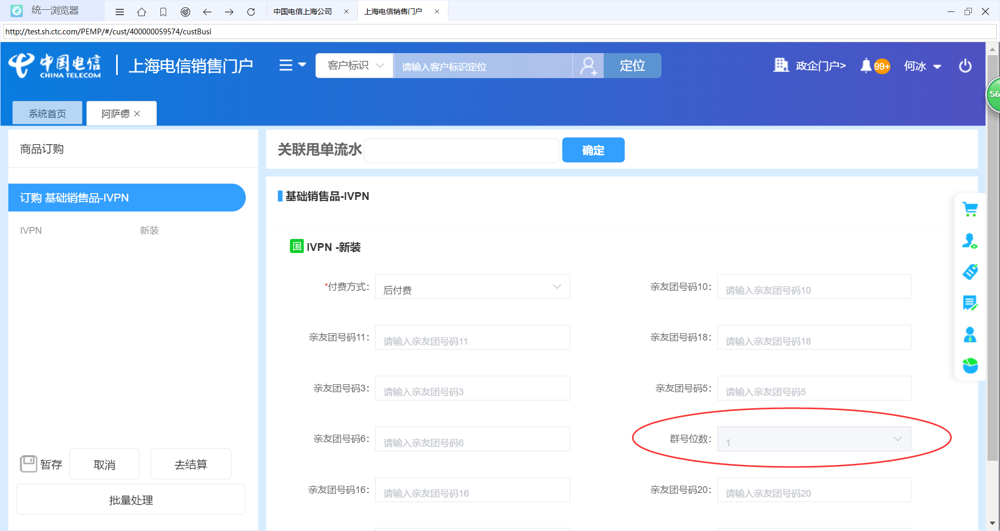 统一浏览器
中国电信上海公司
上海电信销售门户
http://test.sh.ctc.com/PEMP/#/cust/400000059574/custBusi
中国电信
CHINA TELECOM
上海电信销售门户
客户标识
请输入客户标识定位
定位
政企门户>
99+
何冰
56
系统首页
阿萨德
商品订购
关联甩单流水
确定
订购 基础销售品-IVPN
基础销售品-IVPN
IVPN 新装
固 IVPN -新装
*付费方式: 后付费
亲友团号码10: 请输入亲友团号码10
亲友团号码11: 请输入亲友团号码11
亲友团号码18: 请输入亲友团号码18
亲友团号码3: 请输入亲友团号码3
亲友团号码5: 请输入亲友团号码5
亲友团号码6: 请输入亲友团号码6
群号位数: 1
亲友团号码16: 请输入亲友团号码16
亲友团号码20: 请输入亲友团号码20
暂存
取消
去结算
批量处理